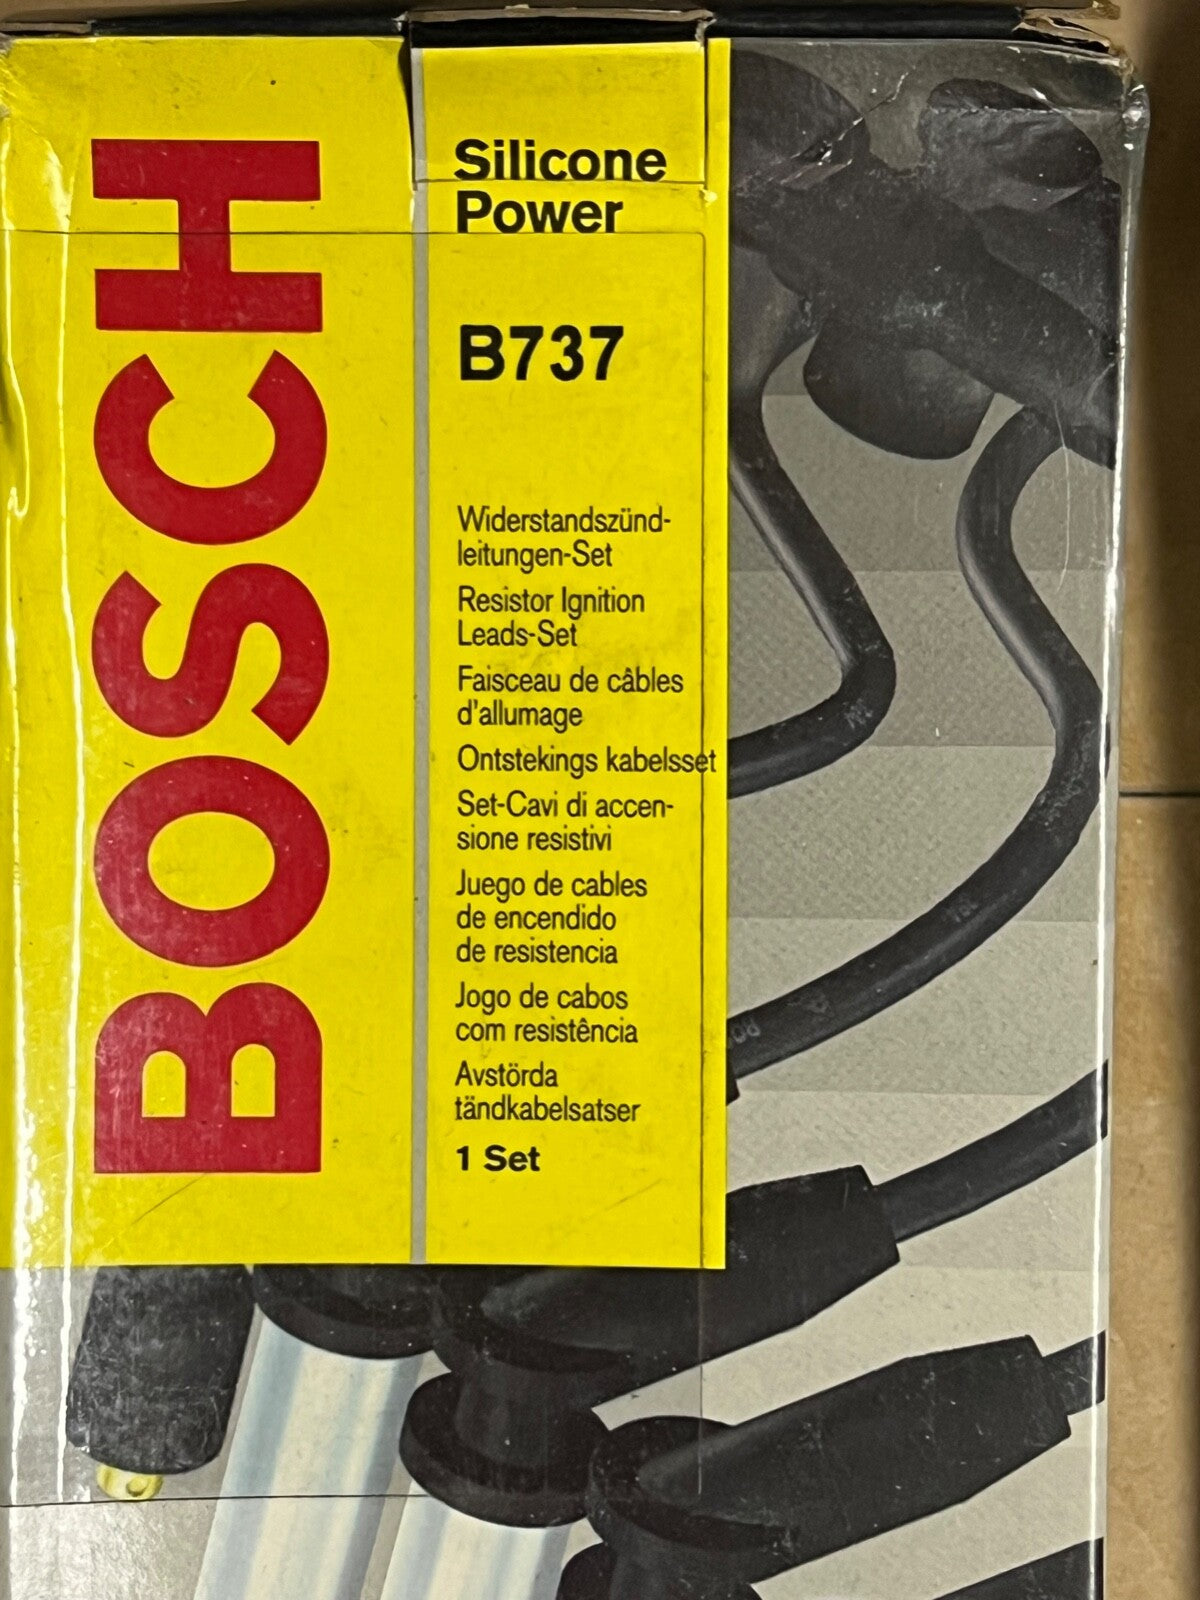 BOSCH
Silicone
Power
B737
Widerstandszünd-
leitungen-Set
Resistor Ignition
Leads-Set
Faisceau de câbles
d'allumage
Ontstekings kabelsset
Set-Cavi di accen-
sione resistivi
Juego de cables
de encendido
de resistencia
Jogo de cabos
com resistência
Avstörda
tändkabelsatser
1 Set